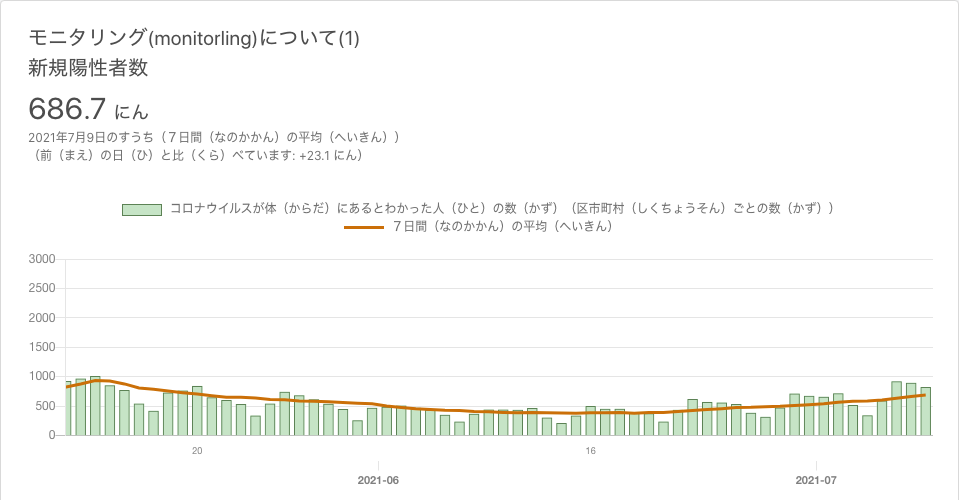 モニタリング(monitorling)について(1)
新規陽性者数
686.7 にん
2021年7月9日のすうち（７日間（なのかかん）の平均（へいきん））
（前（まえ）の日（ひ）と比（くら）べています: +23.1 にん）
コロナウイルスが体（からだ）にあるとわかった人（ひと）の数（かず）（区市町村（しくちょうそん）ごとの数（かず））
７日間（なのかかん）の平均（へいきん）
3000
2500
2000
1500
1000
500
0
20
16
2021-06
2021-07